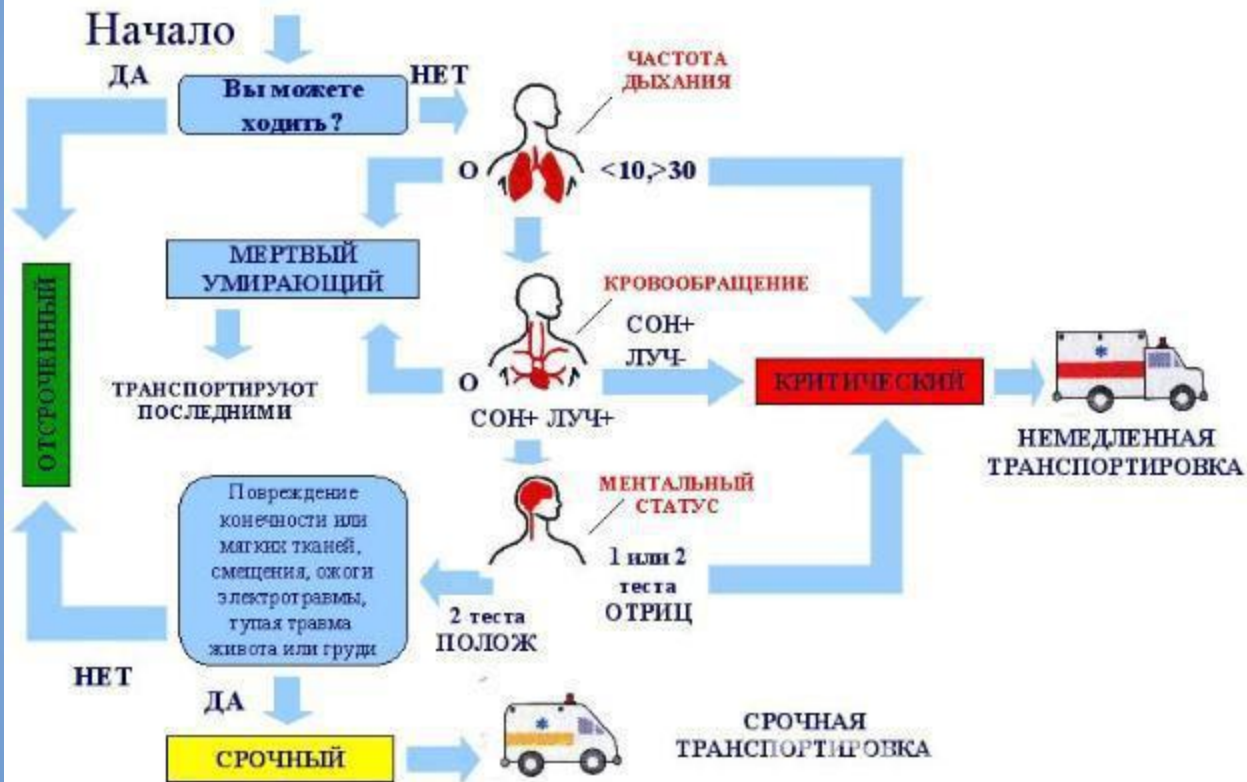 Начало
ДА
НЕТ
Вы можете
ходить?
ЧАСТОТА
ДЫХАНИЯ
О
<10,>30
МЕРТВЫЙ
УМИРАЮЩИЙ
КРОВООБРАЩЕНИЕ
СОН+
ЛУЧ-
ОТСРОЧЕННЫЙ
ТРАНСПОРТИРУЮТ
ПОСЛЕДНИМИ
О
СОН+ ЛУЧ+
КРИТИЧЕСКИЙ
НЕМЕДЛЕННАЯ
ТРАНСПОРТИРОВКА
Повреждение
конечности или
мягких тканей,
смещения, ожоги
электротравмы,
тупая травма
живота или груди
МЕНТАЛЬНЫЙ
СТАТУС
1 или 2
теста
ОТРИЦ
2 теста
ПОЛОЖ
НЕТ
ДА
СРОЧНЫЙ
СРОЧНАЯ
ТРАНСПОРТИРОВКА